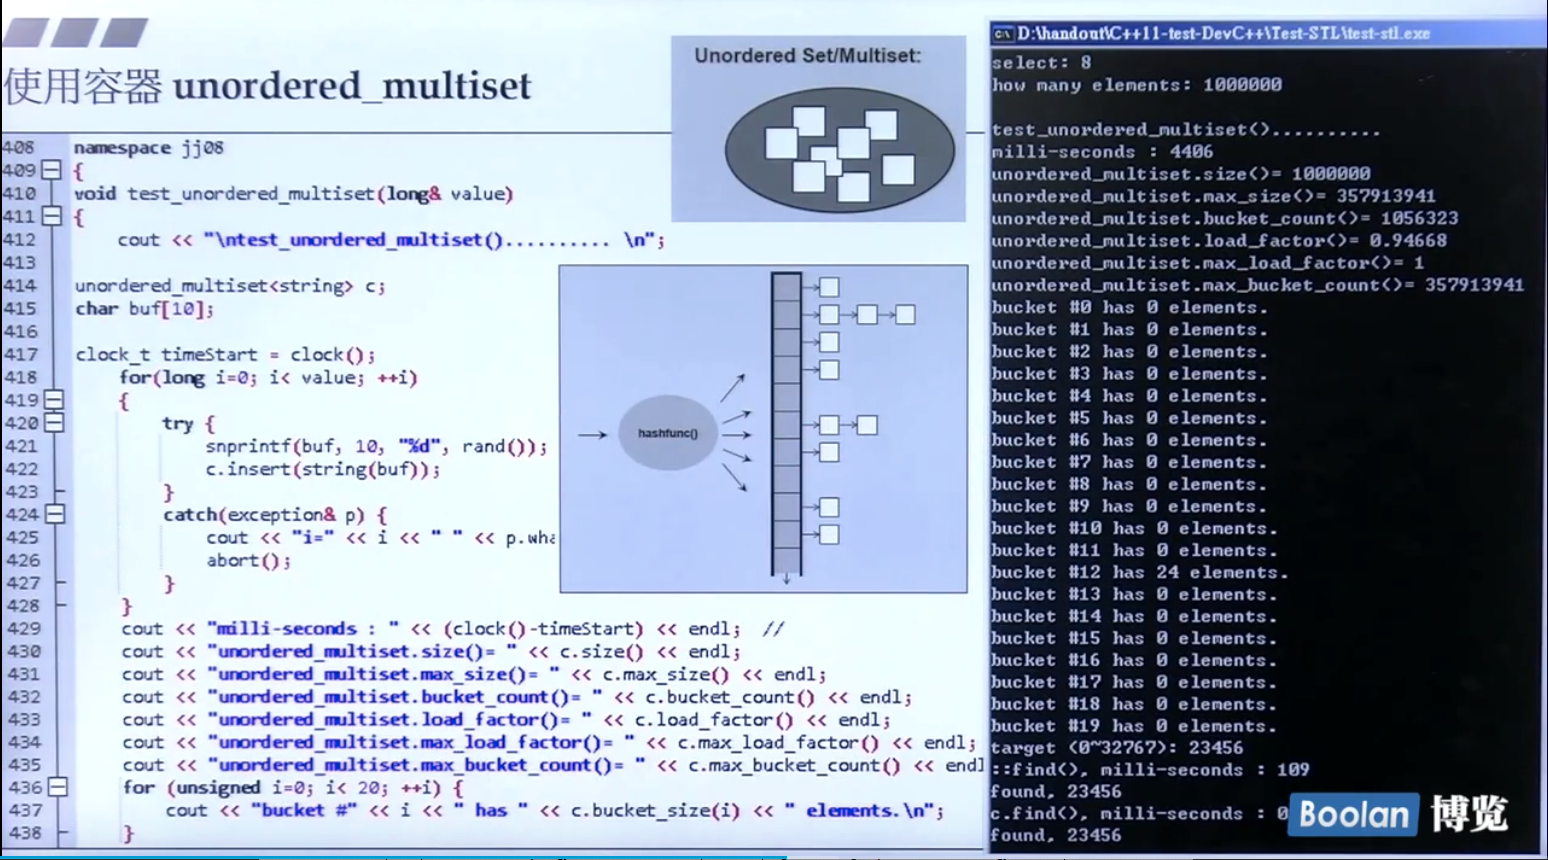 使用容器 unordered_multiset
408 namespace jj08
409 {
410 void test_unordered_multiset(long& value)
411 {
412 cout << "\ntest_unordered_multiset().......... \n";
413
414 unordered_multiset<string> c;
415 char buf[10];
416
417 clock_t timeStart = clock();
418 for(long i=0; i< value; ++i)
419 {
420 try {
421 snprintf(buf, 10, "%d", rand());
422 c.insert(string(buf));
423 }
424 catch(exception& p) {
425 cout << "i=" << i << " " << p.wha
426 abort();
427 }
428 }
429 cout << "milli-seconds : " << (clock()-timeStart) << endl; //
430 cout << "unordered_multiset.size()= " << c.size() << endl;
431 cout << "unordered_multiset.max_size()= " << c.max_size() << endl;
432 cout << "unordered_multiset.bucket_count()= " << c.bucket_count() << endl;
433 cout << "unordered_multiset.load_factor()= " << c.load_factor() << endl;
434 cout << "unordered_multiset.max_load_factor()= " << c.max_load_factor() << endl;
435 cout << "unordered_multiset.max_bucket_count()= " << c.max_bucket_count() << endl
436 for (unsigned i=0; i< 20; ++i) {
437 cout << "bucket #" << i << " has " << c.bucket_size(i) << " elements.\n";
438 }
Unordered Set/Multiset:
hashfunc()
D:\handout\C++11-test-DevC++\Test-STL\test-stl.exe
select: 8
how many elements: 1000000
test_unordered_multiset()..........
milli-seconds : 4406
unordered_multiset.size()= 1000000
unordered_multiset.max_size()= 357913941
unordered_multiset.bucket_count()= 1056323
unordered_multiset.load_factor()= 0.94668
unordered_multiset.max_load_factor()= 1
unordered_multiset.max_bucket_count()= 357913941
bucket #0 has 0 elements.
bucket #1 has 0 elements.
bucket #2 has 0 elements.
bucket #3 has 0 elements.
bucket #4 has 0 elements.
bucket #5 has 0 elements.
bucket #6 has 0 elements.
bucket #7 has 0 elements.
bucket #8 has 0 elements.
bucket #9 has 0 elements.
bucket #10 has 0 elements.
bucket #11 has 0 elements.
bucket #12 has 24 elements.
bucket #13 has 0 elements.
bucket #14 has 0 elements.
bucket #15 has 0 elements.
bucket #16 has 0 elements.
bucket #17 has 0 elements.
bucket #18 has 0 elements.
bucket #19 has 0 elements.
target (0~32767): 23456
::find(), milli-seconds : 109
found, 23456
c.find(), milli-seconds : 0
found, 23456
Boolan 博览